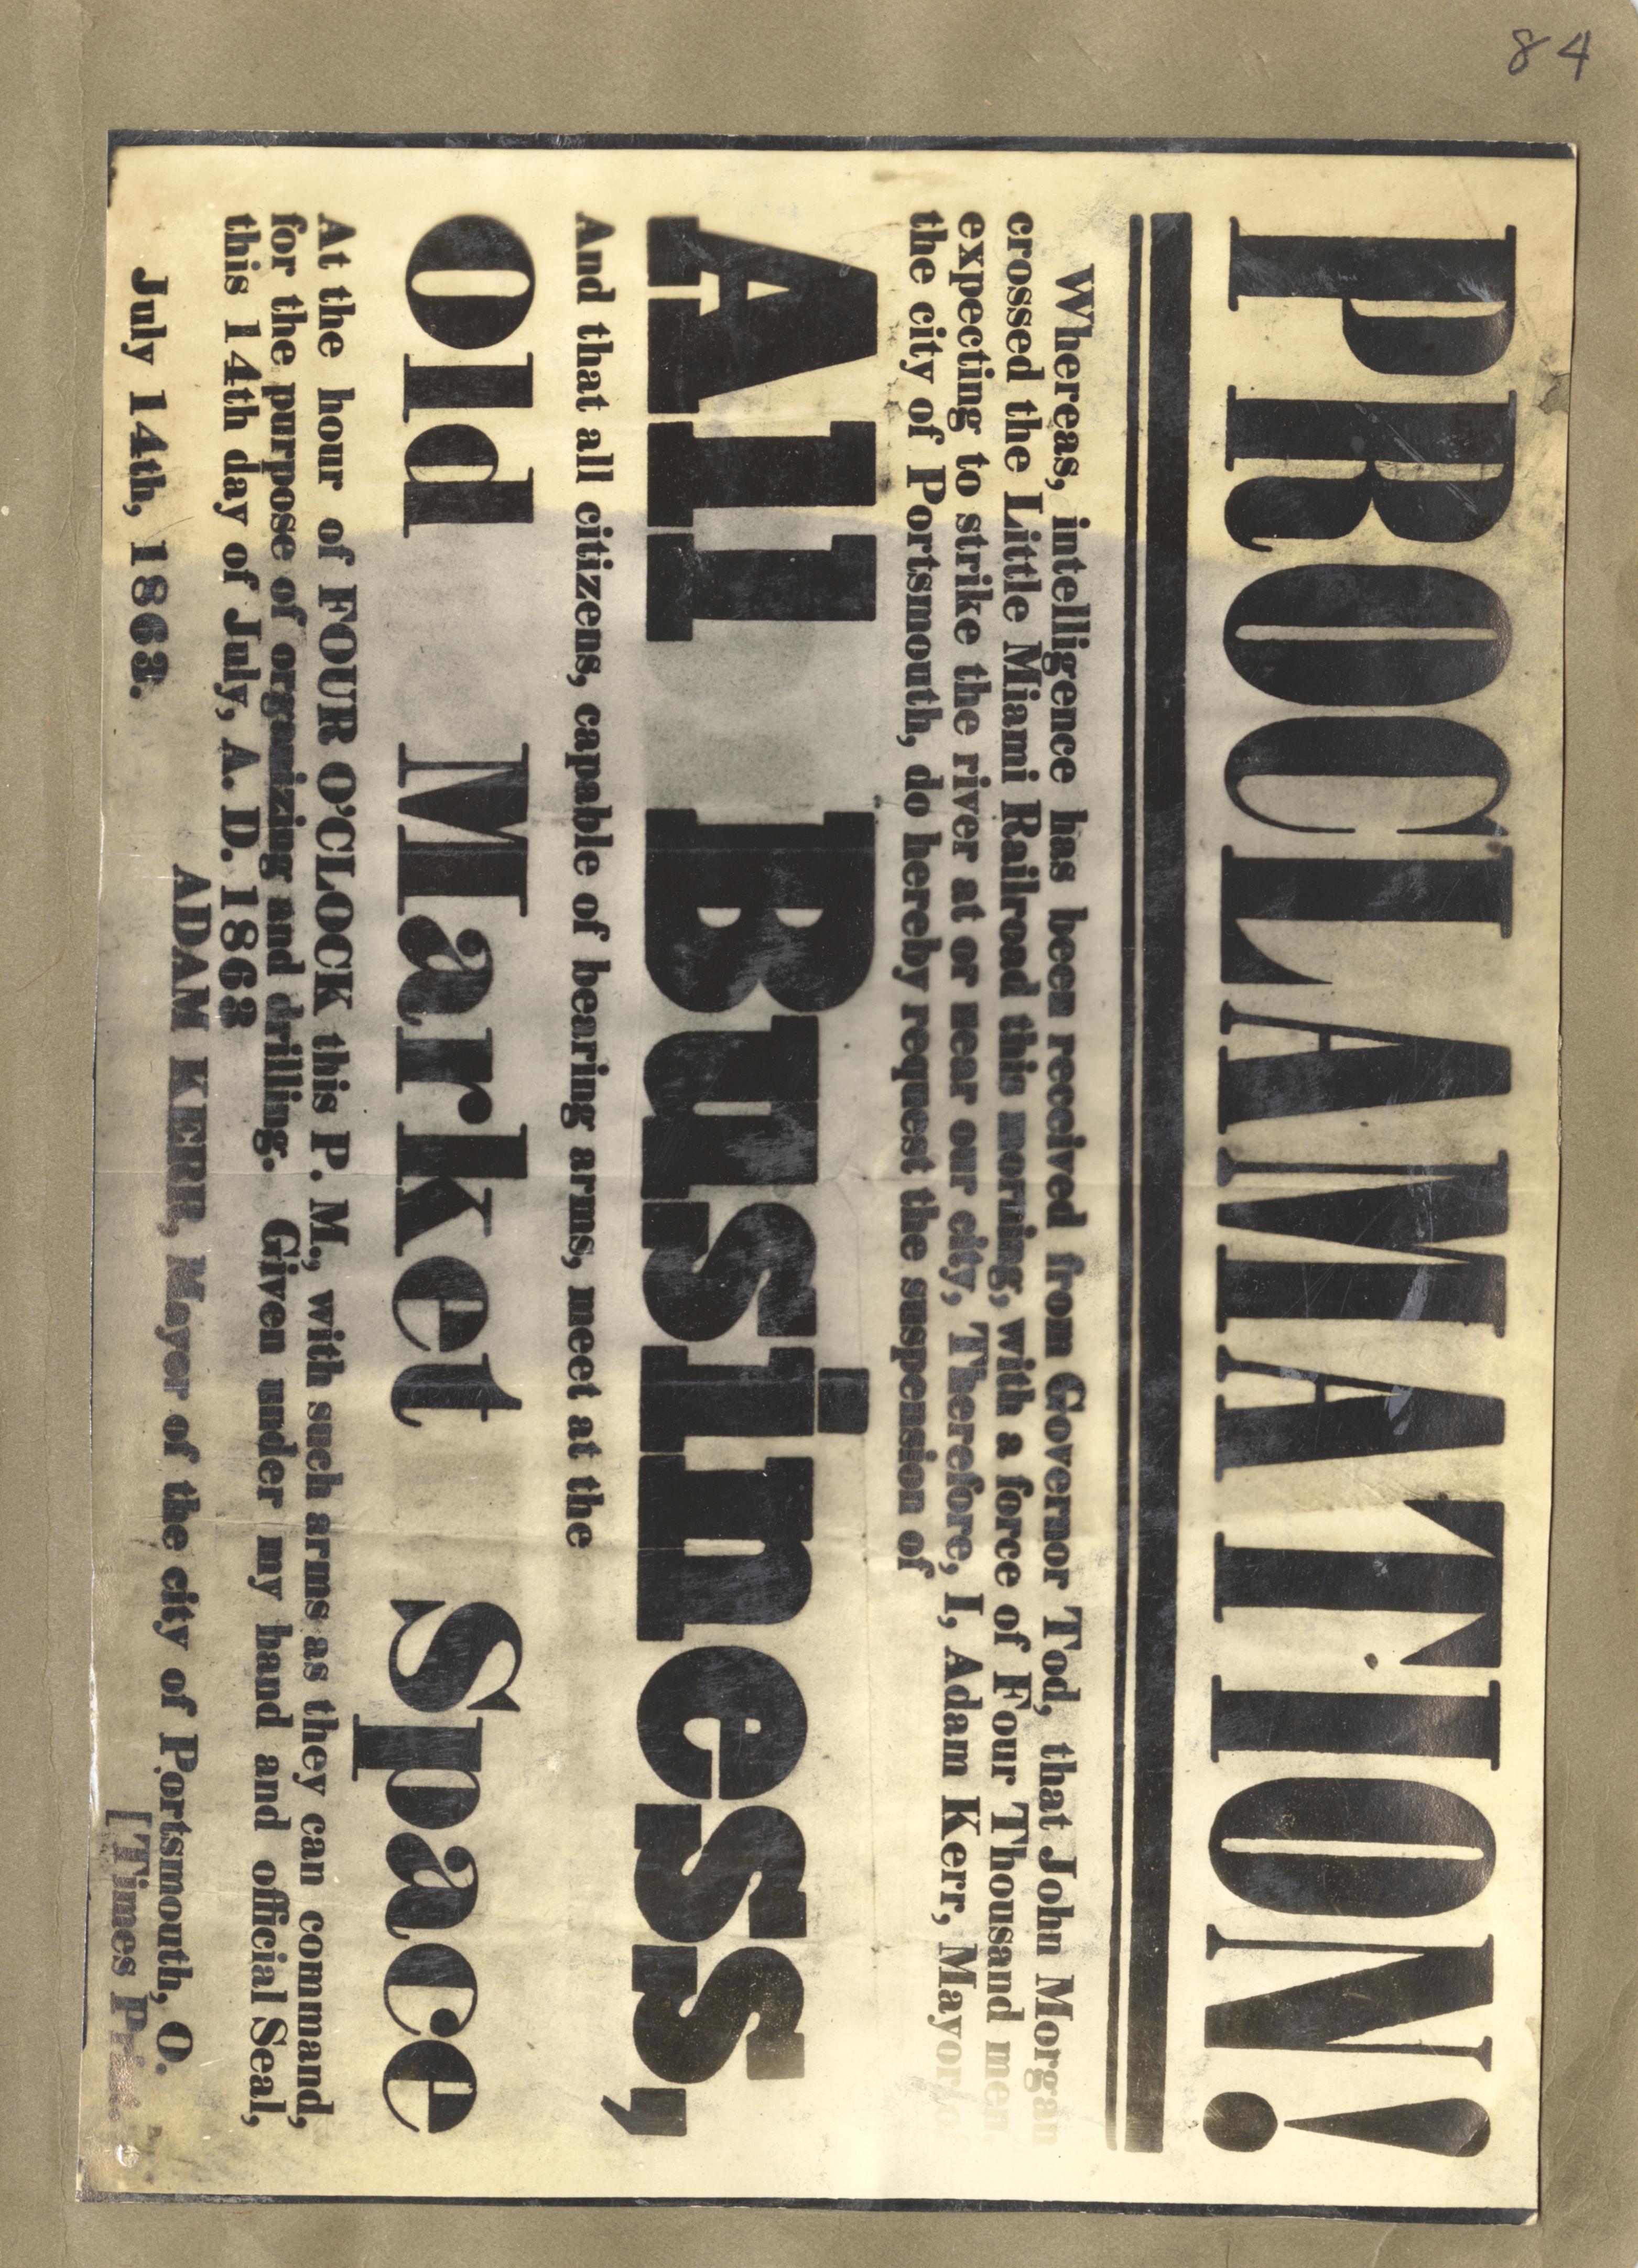 84
PROCLAMATION!
Whereas, intelligence has been received from Governor Tod, that John Morgan
crossed the Little Miami Railroad this morning, with a force of Four Thousand men
expecting to strike the river at or near our city, Therefore, I, Adam Kerr, Mayor of
the city of Portsmouth, do hereby request the suspension of
All Business,
And that all citizens, capable of bearing arms, meet at the
Old Market Space
At the hour of FOUR O'CLOCK this P. M., with such arms as they can command,
for the purpose of organizing and drilling. Given under my hand and official Seal,
this 14th day of July, A. D. 1863
ADAM KERR, Mayor of the city of Portsmouth, O.
July 14th, 1863.
[Times Print.